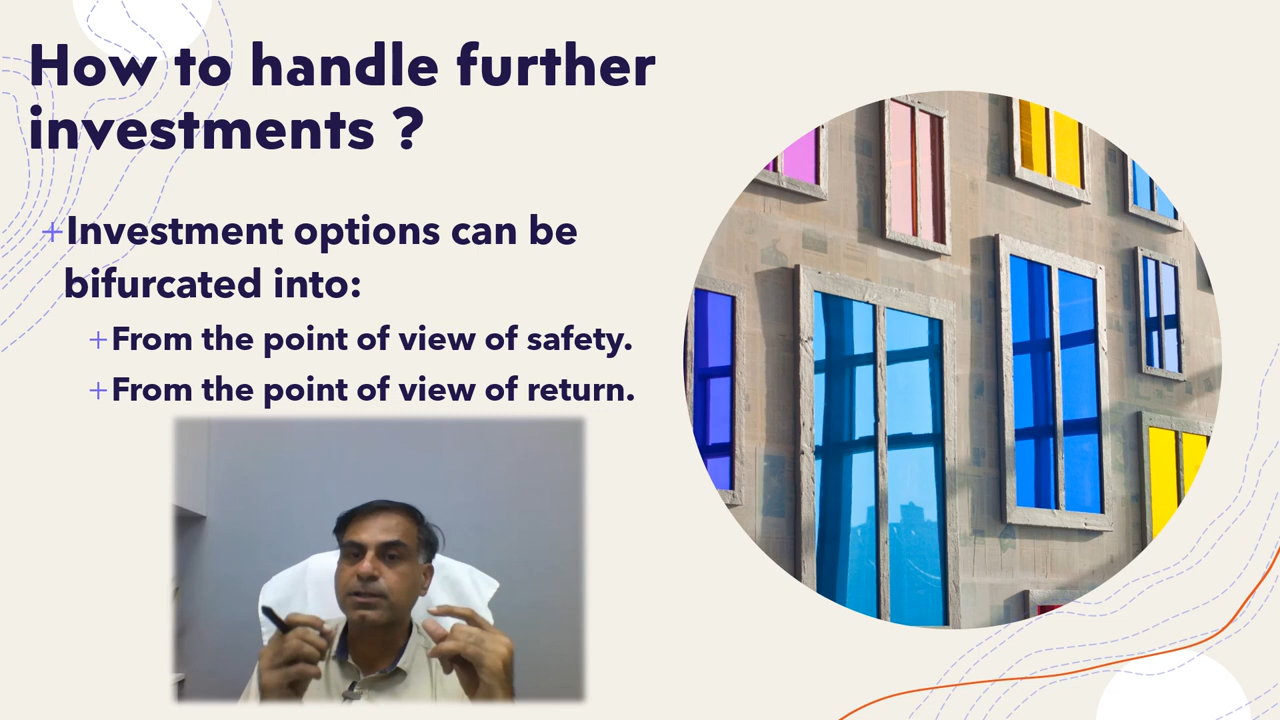 How to handle further
investments ?
+Investment options can be
bifurcated into:
+From the point of view of safety.
+From the point of view of return.